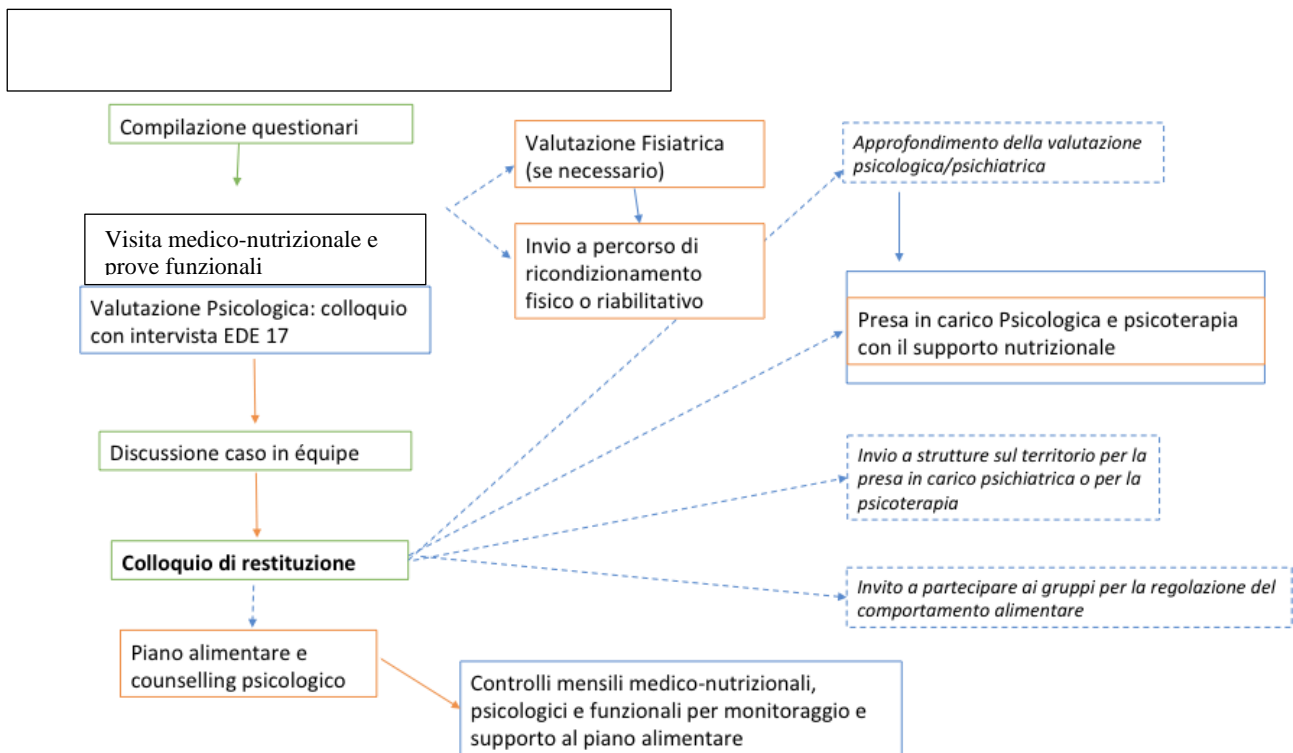 Compilazione questionari
Visita medico-nutrizionale e
prove funzionali
Valutazione Psicologica: colloquio
con intervista EDE 17
Discussione caso in équipe
Colloquio di restituzione
Piano alimentare e
counselling psicologico
Valutazione Fisiatrica
(se necessario)
Invio a percorso di
ricondizionamento
fisico o riabilitativo
Approfondimento della valutazione
psicologica/psichiatrica
Presa in carico Psicologica e psicoterapia
con il supporto nutrizionale
Invio a strutture sul territorio per la
presa in carico psichiatrica o per la
psicoterapia
Invito a partecipare ai gruppi per la regolazione del
comportamento alimentare
Controlli mensili medico-nutrizionali,
psicologici e funzionali per monitoraggio e
supporto al piano alimentare